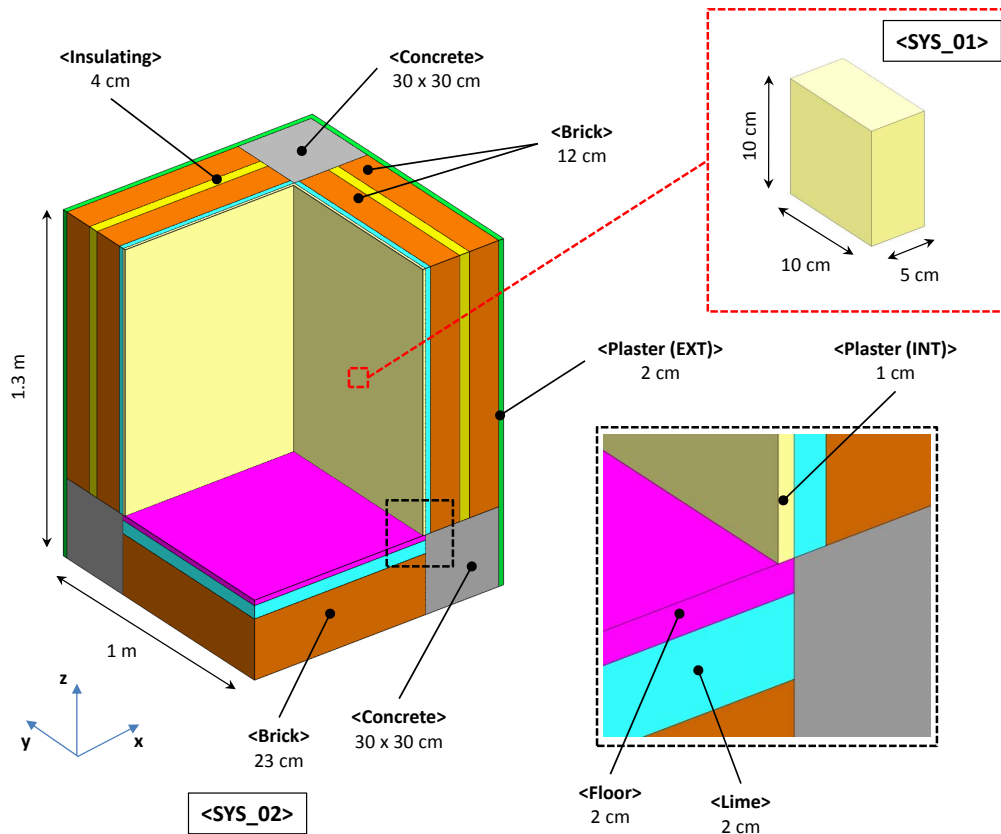 <SYS_01>
<Insulating>
4 cm
<Concrete>
30 x 30 cm
<Brick>
12 cm
10 cm
10 cm
5 cm
1.3 m
<Plaster (EXT)>
2 cm
<Plaster (INT)>
1 cm
1 m
z
y
x
<Brick>
23 cm
<Concrete>
30 x 30 cm
<Floor>
2 cm
<Lime>
2 cm
<SYS_02>